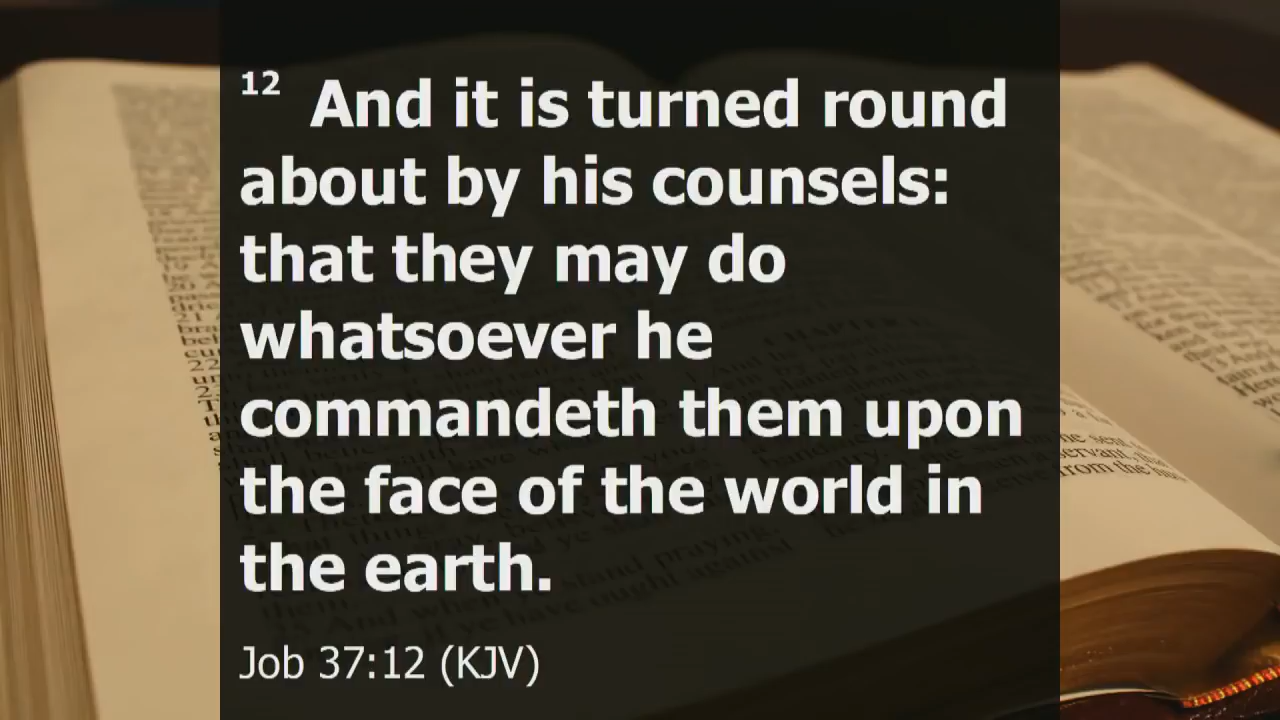 12 And it is turned round
about by his counsels:
that they may do
whatsoever he
commandeth them upon
the face of the world in
the earth.
Job 37:12 (KJV)